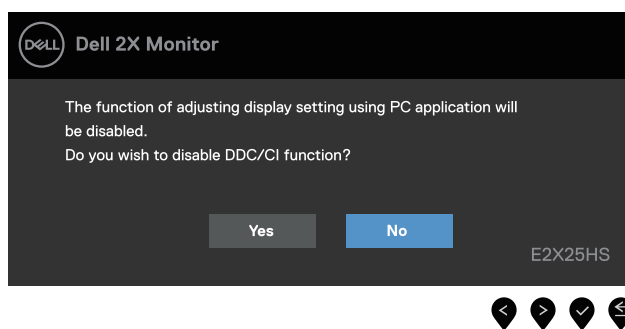 DELL
Dell 2X Monitor
The function of adjusting display setting using PC application will
be disabled.
Do you wish to disable DDC/CI function?
Yes No
E2X25HS